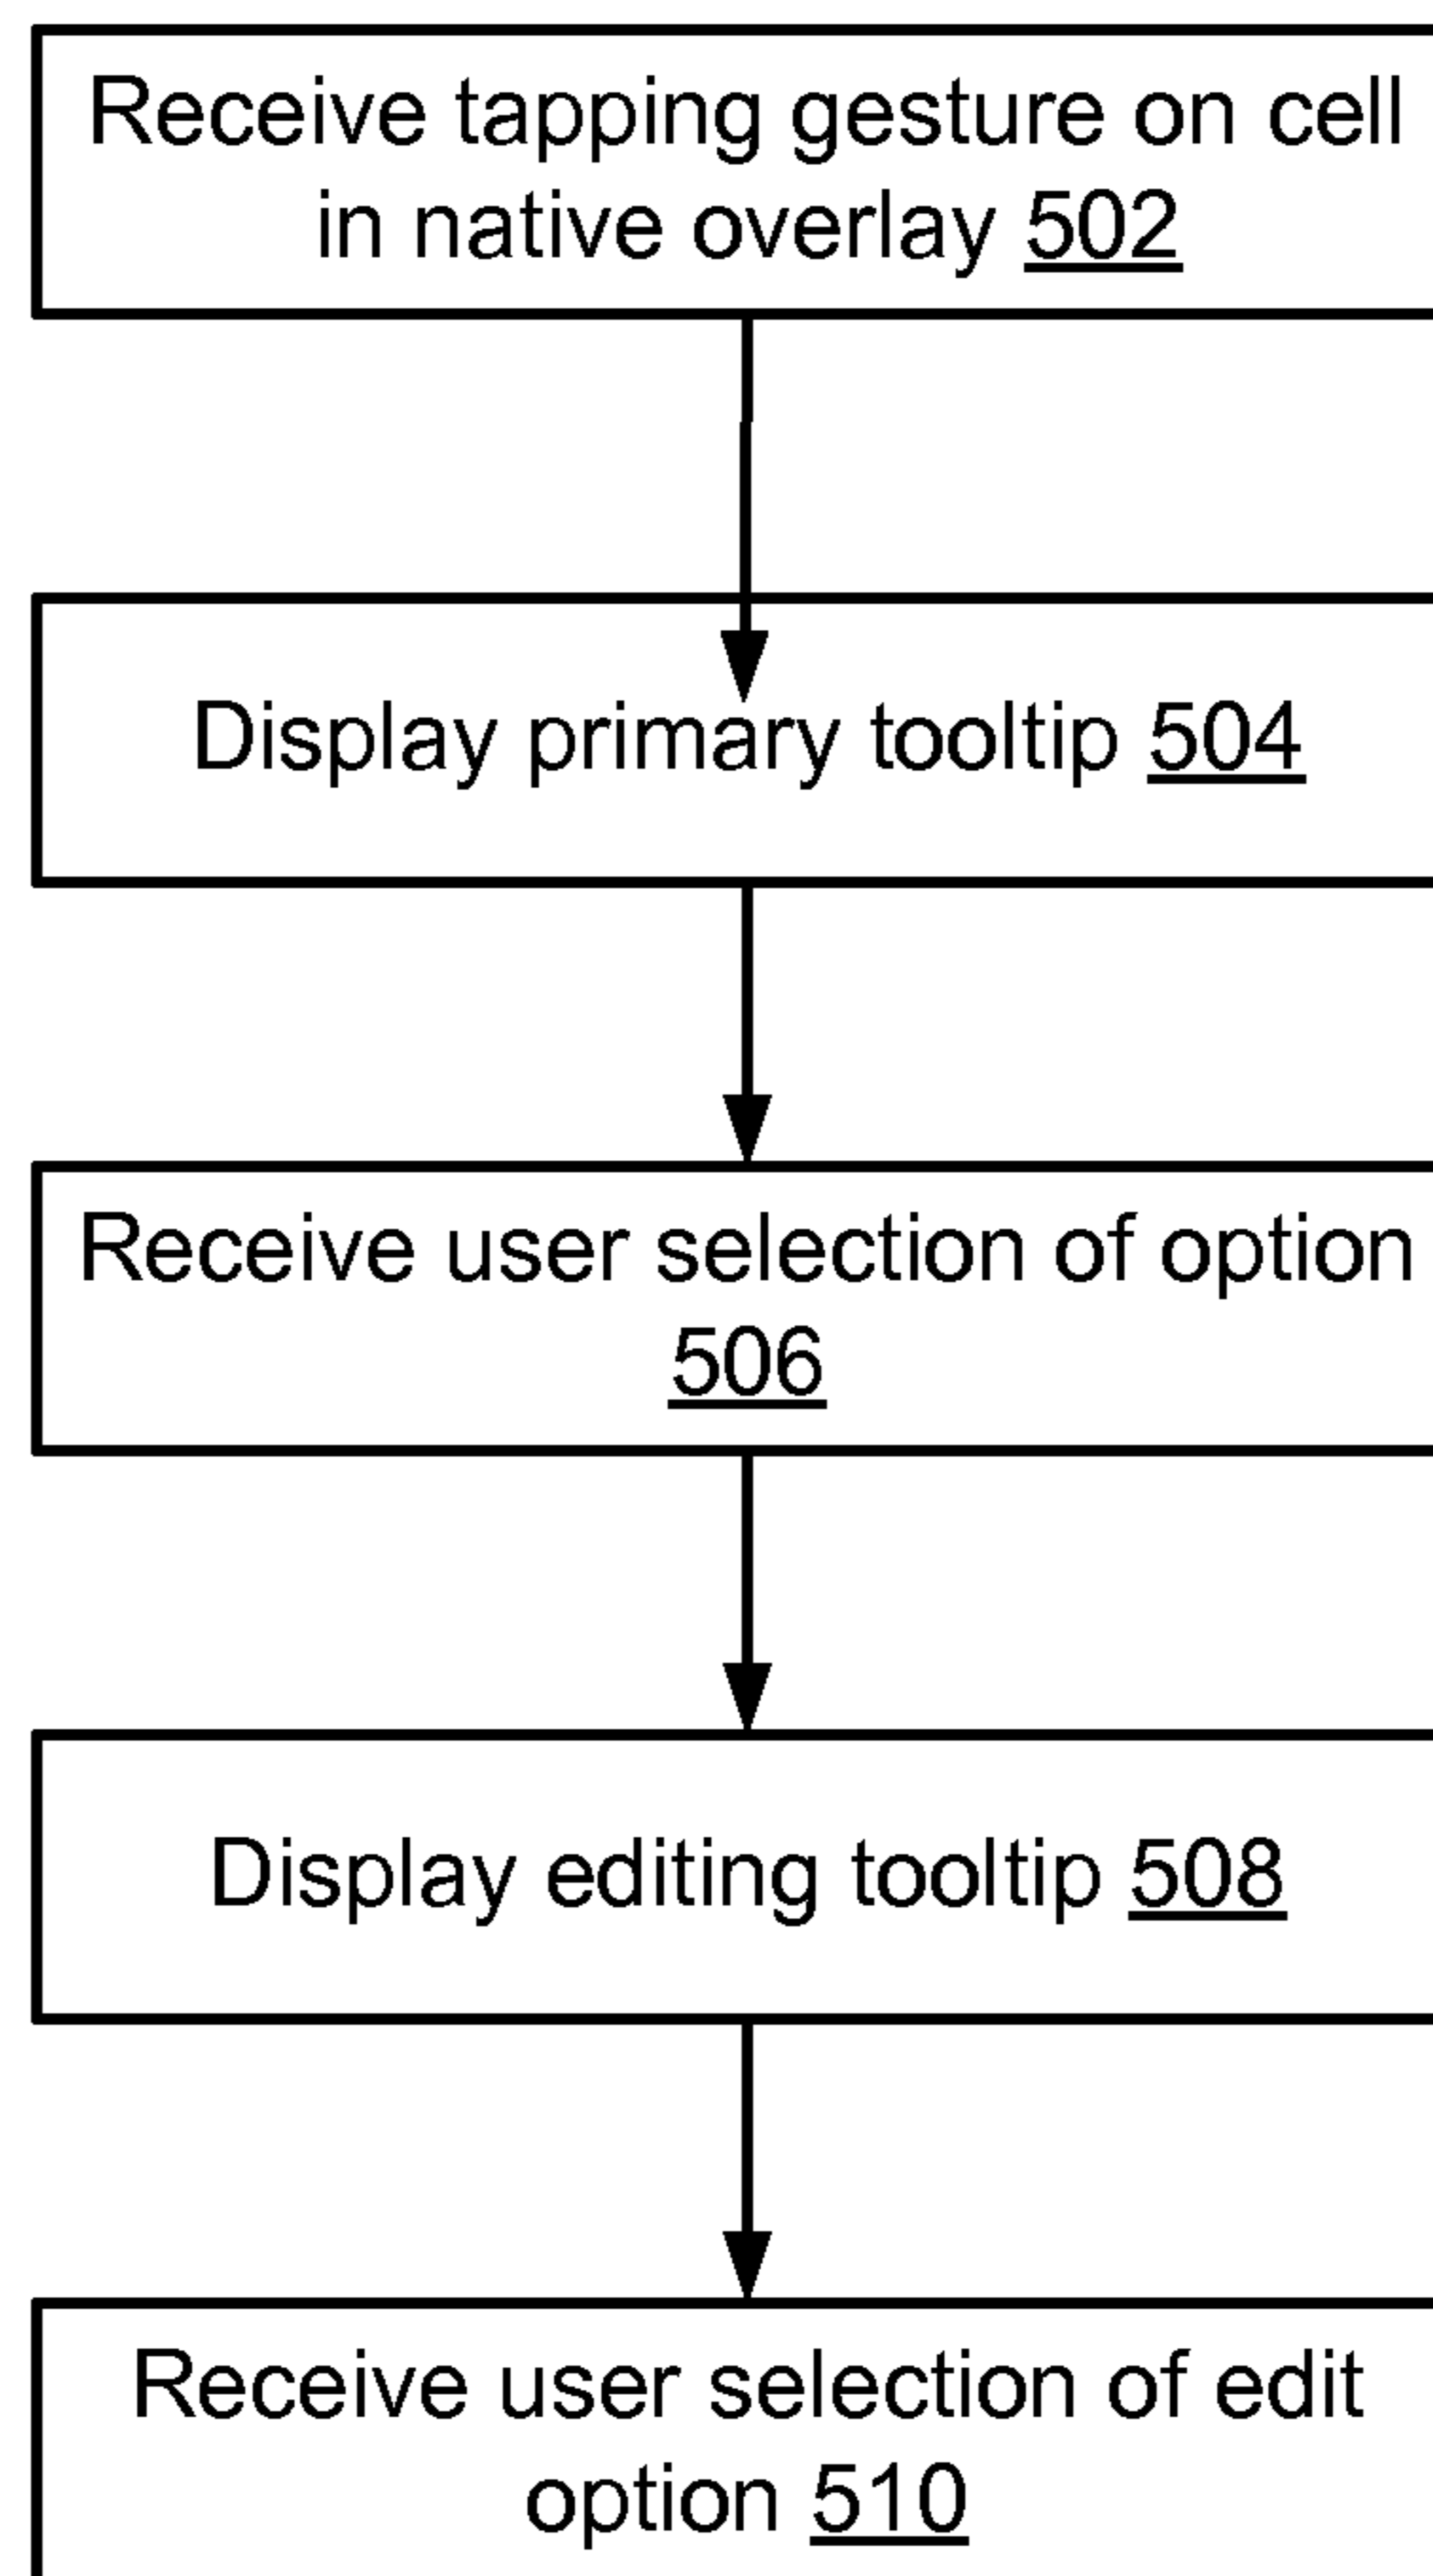 Receive tapping gesture on cell
in native overlay 502
Display primary tooltip 504
Receive user selection of option
506
Display editing tooltip 508
Receive user selection of edit
option 510